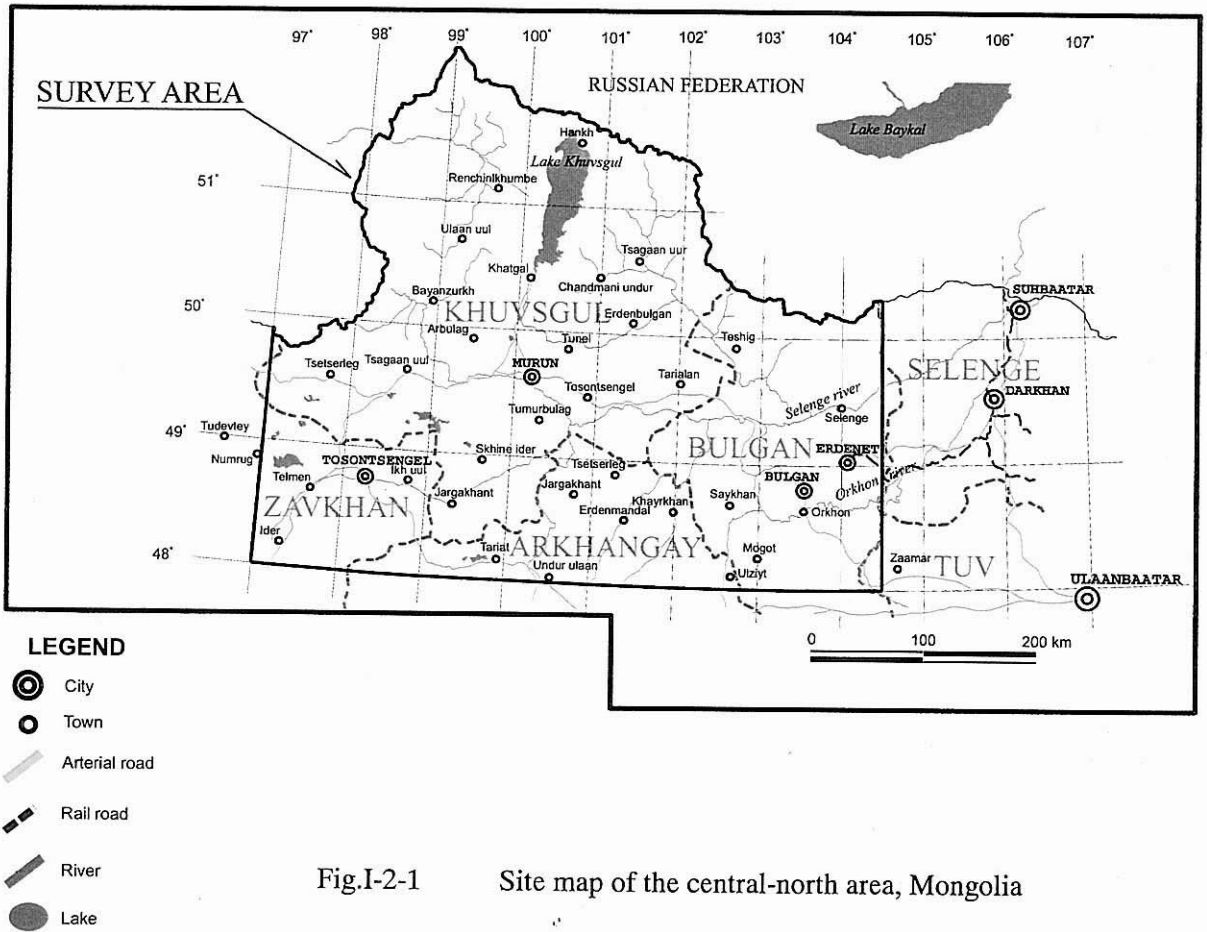 97° 98° 99° 100° 101° 102° 103° 104° 105° 106° 107°
RUSSIAN FEDERATION
SURVEY AREA
Lake Baykal
Hankh
Lake Khuvsgul
51°
Renchinlkhumbe
Ulaan uul
Tsagaan uur
Khatgal
Chandmani undur
Bayanzurkh
SUHBAATAR
50°
KHUVSGUL
Erdenbulgan
Arbulag
Tunel
Teshig
Tsetserleg
Tsagaan uul
MURUN
Tarialan
SELENGE
Tosontsengel
DARKHAN
Selenge river
Selenge
Tumurbulag
49°
Tudevley
Numrug
BULGAN
ERDENET
Skhine ider
TOSONTSENGEL
Tsetserleg
Ikh uul
Telmen
BULGAN
Orkhon river
Jargakhant
Jargakhant
Khayrkhan
Saykhan
ZAVKHAN
Erdenmandal
Orkhon
Ider
48°
ARKHANGAY
Tariat
Mogot
Undur ulaan
Ulziyt
Zaamar
TUV
ULAANBAATAR
0 100 200 km
LEGEND
City
Town
Arterial road
Rail road
River
Lake
Fig.I-2-1 Site map of the central-north area, Mongolia